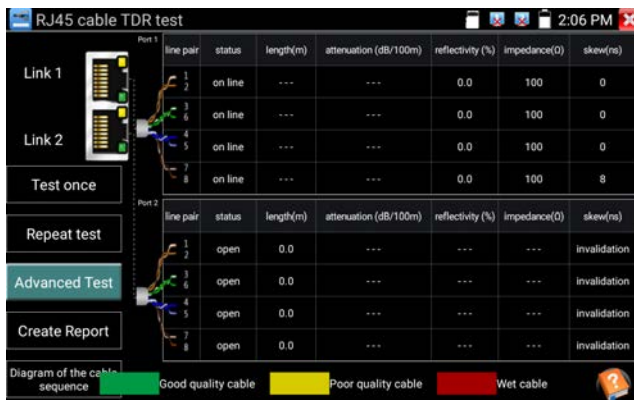 RJ45 cable TDR test
2:06 PM
Link 1
Link 2
Test once
Repeat test
Advanced Test
Create Report
Diagram of the cable
sequence
Port 1
line pair status length(m) attenuation (dB/100m) reflectivity (%) impedance(Ω) skew(ns)
1
2 on line --- --- 0.0 100 0
3
6 on line --- --- 0.0 100 0
4
5 on line --- --- 0.0 100 0
7
8 on line --- --- 0.0 100 8
Port 2
line pair status length(m) attenuation (dB/100m) reflectivity (%) impedance(Ω) skew(ns)
1
2 open 0.0 --- --- --- invalidation
3
6 open 0.0 --- --- --- invalidation
4
5 open 0.0 --- --- --- invalidation
7
8 open 0.0 --- --- --- invalidation
Good quality cable Poor quality cable Wet cable